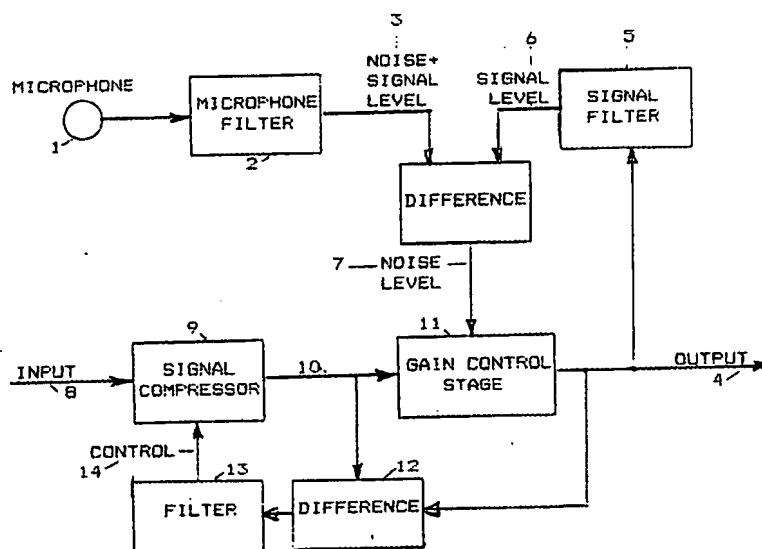 3
6
5
NOISE+
SIGNAL
LEVEL
SIGNAL
LEVEL
MICROPHONE
1
MICROPHONE
FILTER
2
SIGNAL
FILTER
DIFFERENCE
7
NOISE
LEVEL
9
11
INPUT
8
SIGNAL
COMPRESSOR
10.
GAIN CONTROL
STAGE
OUTPUT
4
CONTROL
14
13
12
FILTER
DIFFERENCE